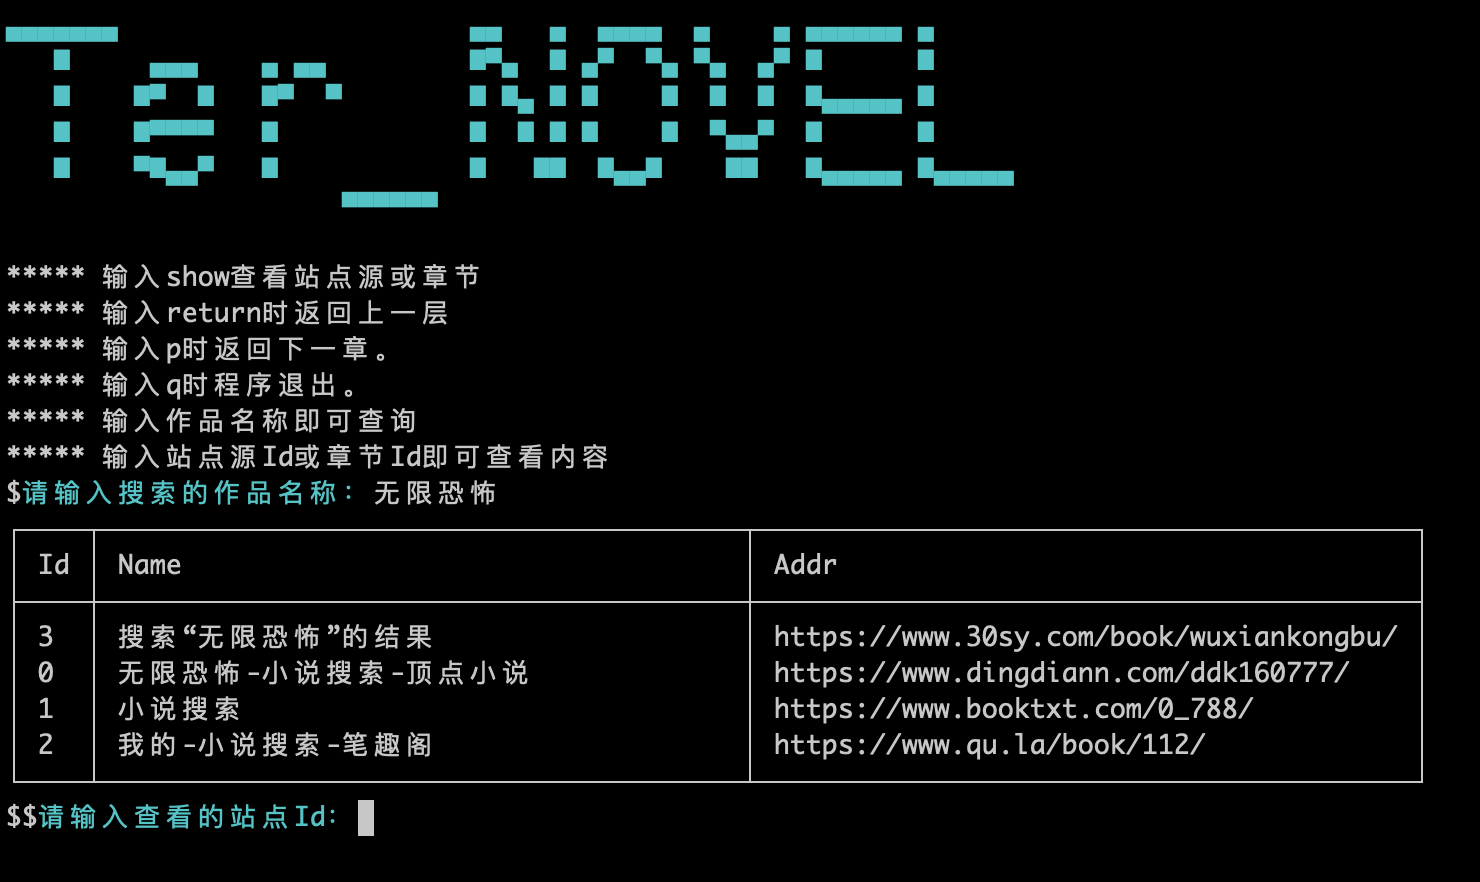 Ter_NOVEL
***** 输入show查看站点源或章节
***** 输入return时返回上一层
***** 输入p时返回下一章。
***** 输入q时程序退出。
***** 输入作品名称即可查询
***** 输入站点源Id或章节Id即可查看内容
$请输入搜索的作品名称: 无限恐怖
Id Name Addr
3 搜索“无限恐怖”的结果 https://www.30sy.com/book/wuxiankongbu/
0 无限恐怖-小说搜索-顶点小说 https://www.dingdiann.com/ddk160777/
1 小说搜索 https://www.booktxt.com/0_788/
2 我的-小说搜索-笔趣阁 https://www.qu.la/book/112/
$$请输入查看的站点Id: